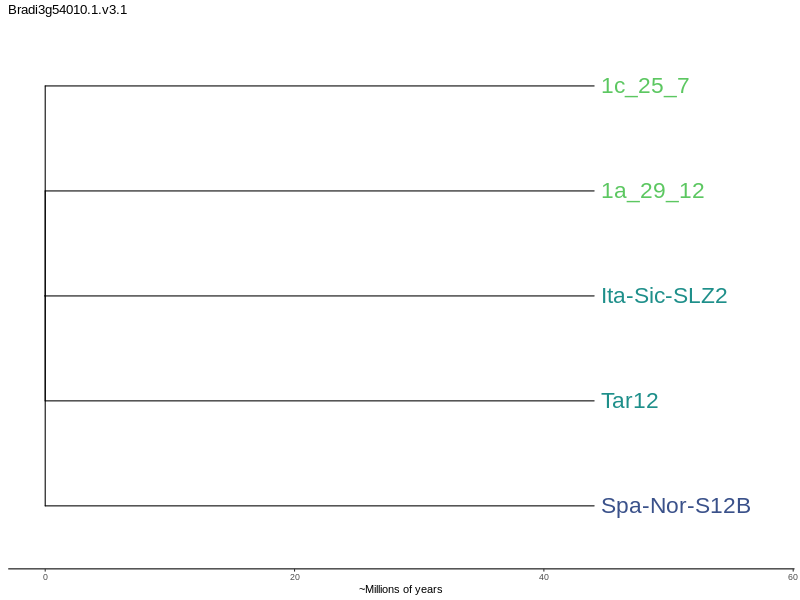 Bradi3g54010.1.v3.1
1c_25_7
1a_29_12
Ita-Sic-SLZ2
Tar12
Spa-Nor-S12B
0 20 40 60
~Millions of years